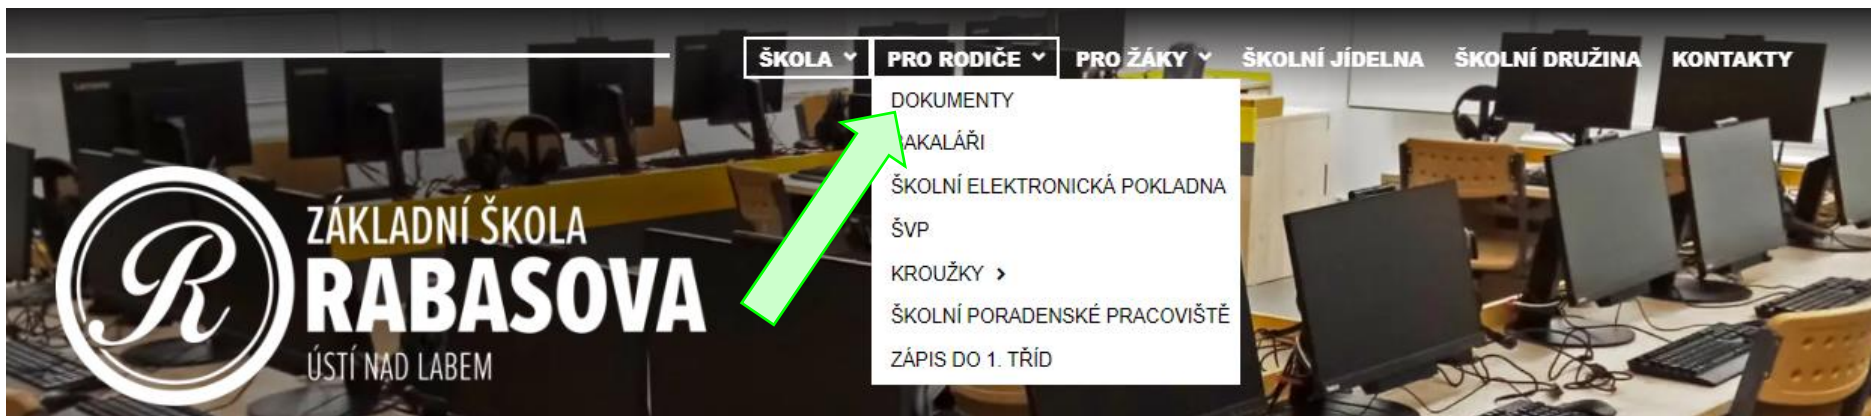 ŠKOLA PRO RODIČE PRO ŽÁKY ŠKOLNÍ JÍDELNA ŠKOLNÍ DRUŽINA KONTAKTY
DOKUMENTY
BAKALÁŘI
ŠKOLNÍ ELEKTRONICKÁ POKLADNA
ŠVP
KROUŽKY
ŠKOLNÍ PORADENSKÉ PRACOVIŠTĚ
ZÁPIS DO 1. TŘÍD
R
ZÁKLADNÍ ŠKOLA
RABASOVA
ÚSTÍ NAD LABEM